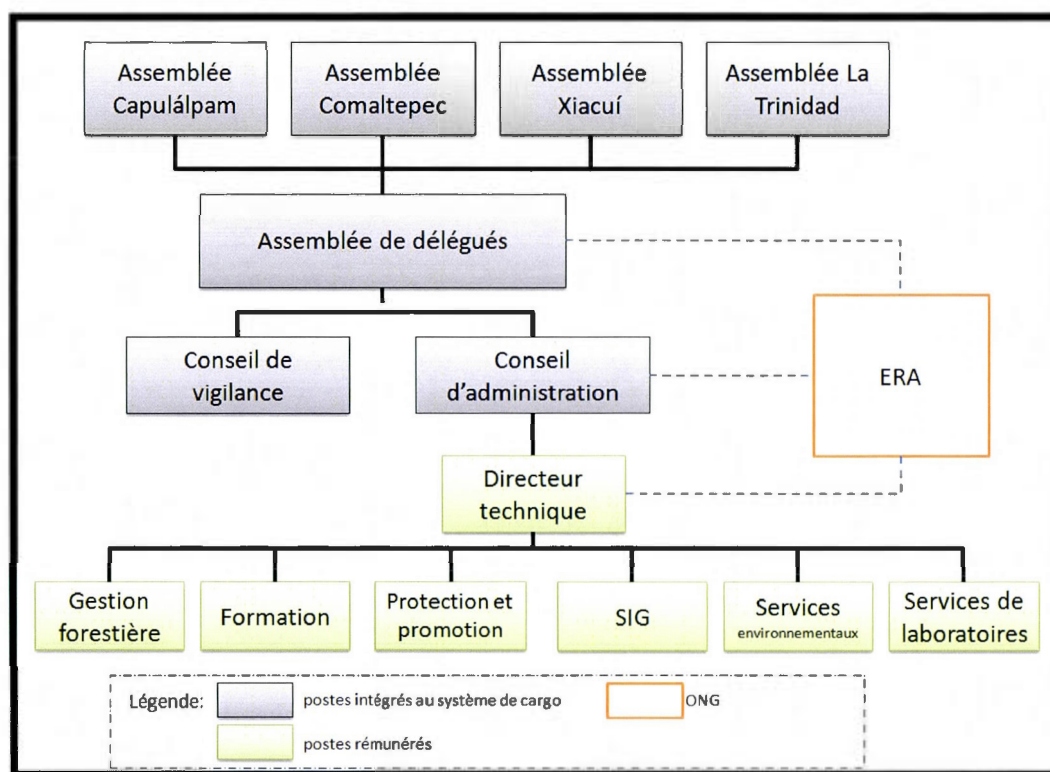 Assemblée
Capulálpam
Assemblée
Comaltepec
Assemblée
Xiacuí
Assemblée La
Trinidad
Assemblée de délégués
Conseil de
vigilance
Conseil
d'administration
ERA
Directeur
technique
Gestion
forestière
Formation
Protection et
promotion
SIG
Services
environnementaux
Services de
laboratoires
Légende:
postes intégrés au système de cargo
ONG
postes rémunérés